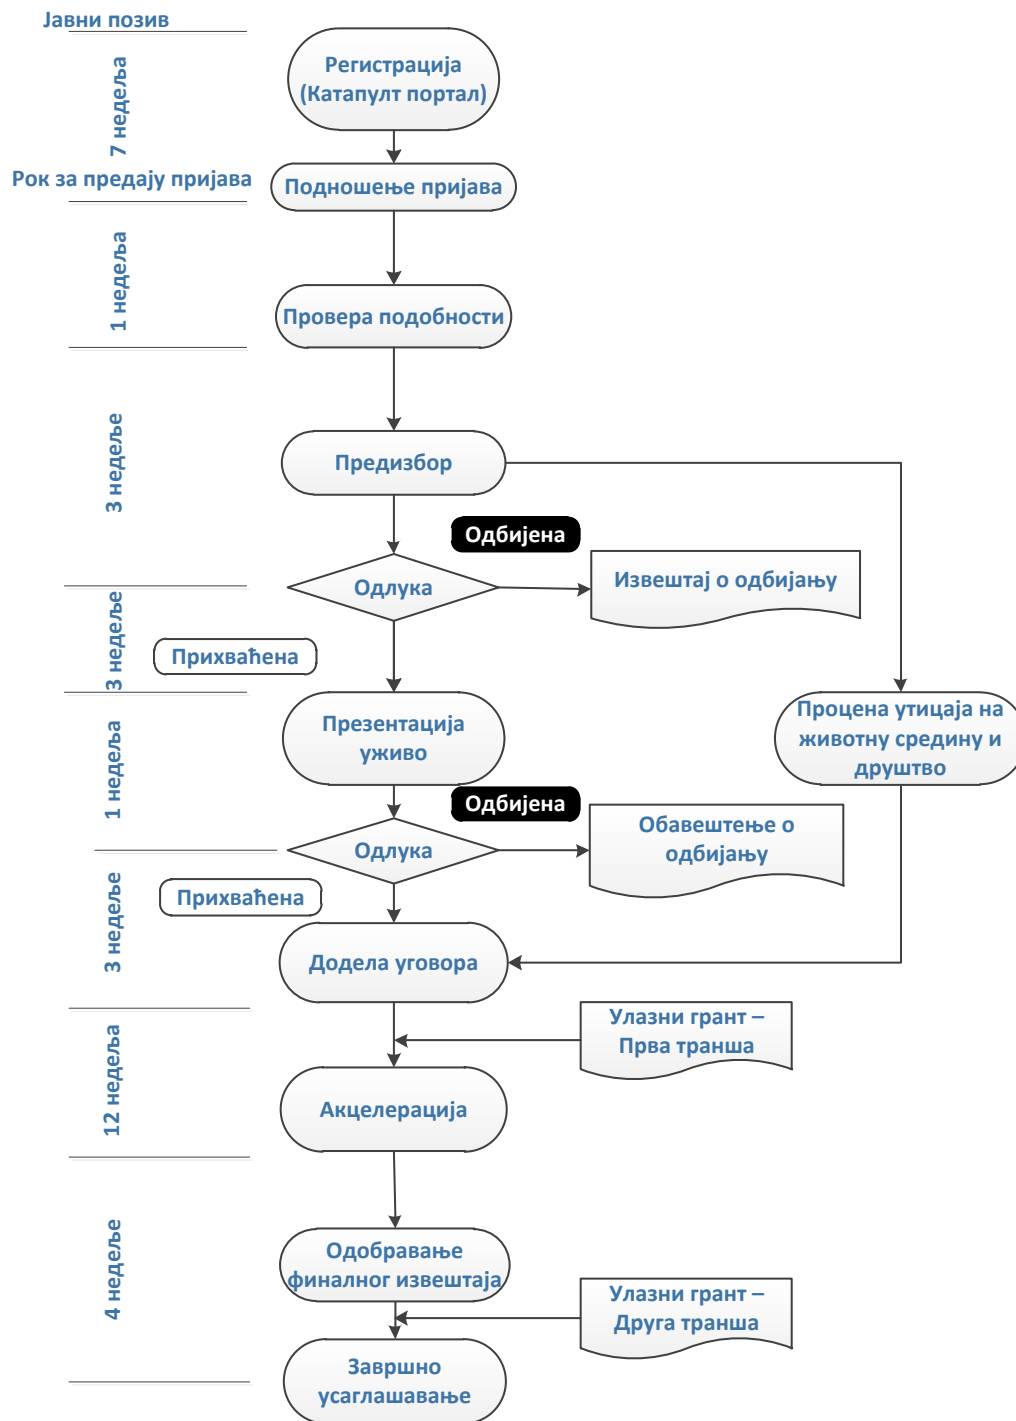 Јавни позив
Регистрација
(Катапулт портал)
7 недеља
Рок за предају пријава
Подношење пријава
1 недеља
Провера подобности
3 недеље
Предизбор
Одбијена
Одлука
Извештај о одбијању
3 недеље
Прихваћена
Презентација
уживо
Процена утицаја на
животну средину и
друштво
1 недеља
Одбијена
Одлука
Обавештење о
одбијању
Прихваћена
3 недеље
Додела уговора
Улазни грант –
Прва транша
12 недеља
Акцелерација
4 недеље
Одобравање
финалног извештаја
Улазни грант –
Друга транша
Завршно
усаглашавање